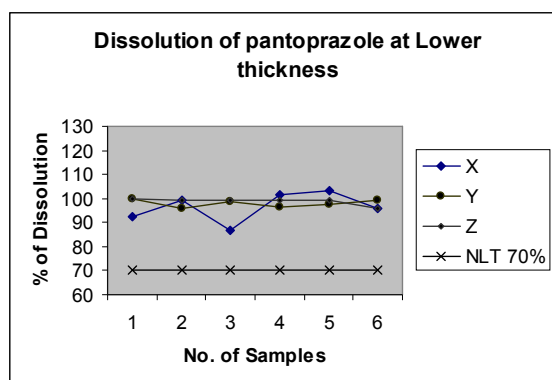 Dissolution of pantoprazole at Lower
thickness
% of Dissolution
130
120
110
100
90
80
70
60
1 2 3 4 5 6
No. of Samples
X
Y
Z
NLT 70%